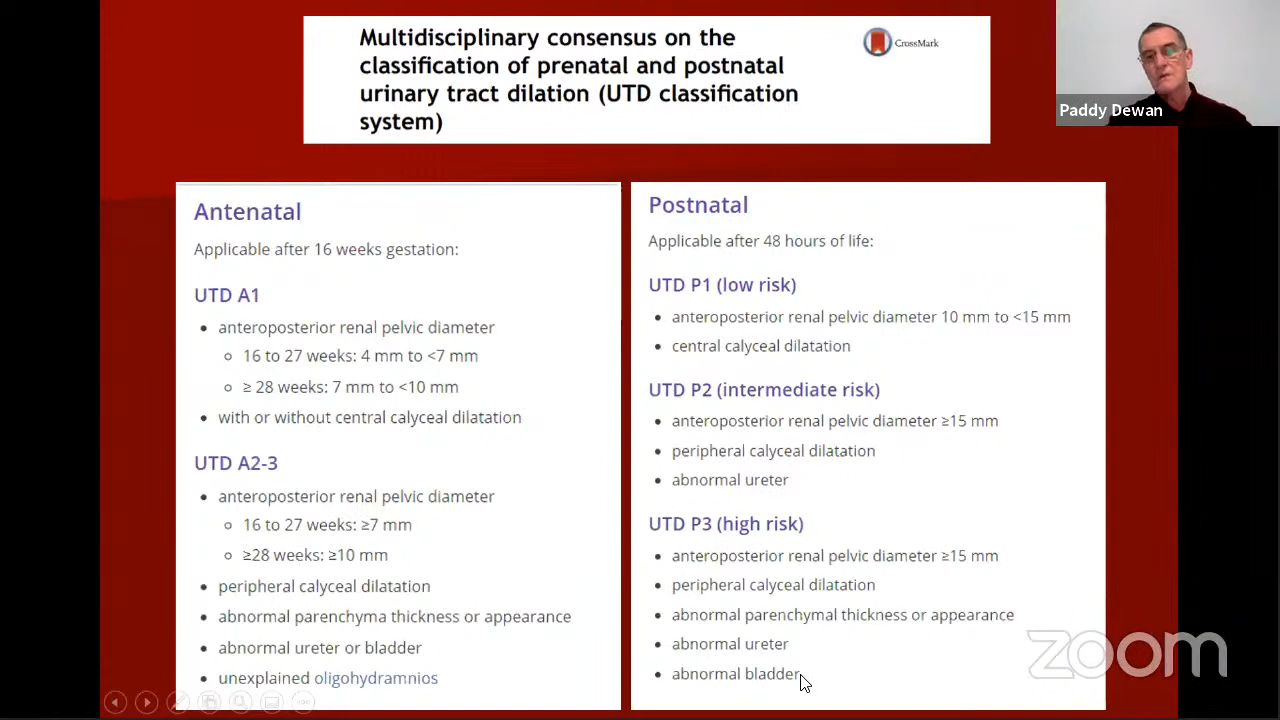 Multidisciplinary consensus on the
classification of prenatal and postnatal
urinary tract dilation (UTD classification
system)
CrossMark
Paddy Dewan
Antenatal
Applicable after 16 weeks gestation:
UTD A1
• anteroposterior renal pelvic diameter
○ 16 to 27 weeks: 4 mm to <7 mm
○ ≥ 28 weeks: 7 mm to <10 mm
• with or without central calyceal dilatation
UTD A2-3
• anteroposterior renal pelvic diameter
○ 16 to 27 weeks: ≥7 mm
○ ≥28 weeks: ≥10 mm
• peripheral calyceal dilatation
• abnormal parenchyma thickness or appearance
• abnormal ureter or bladder
• unexplained oligohydramnios
Postnatal
Applicable after 48 hours of life:
UTD P1 (low risk)
• anteroposterior renal pelvic diameter 10 mm to <15 mm
• central calyceal dilatation
UTD P2 (intermediate risk)
• anteroposterior renal pelvic diameter ≥15 mm
• peripheral calyceal dilatation
• abnormal ureter
UTD P3 (high risk)
• anteroposterior renal pelvic diameter ≥15 mm
• peripheral calyceal dilatation
• abnormal parenchymal thickness or appearance
• abnormal ureter
• abnormal bladder
zoom